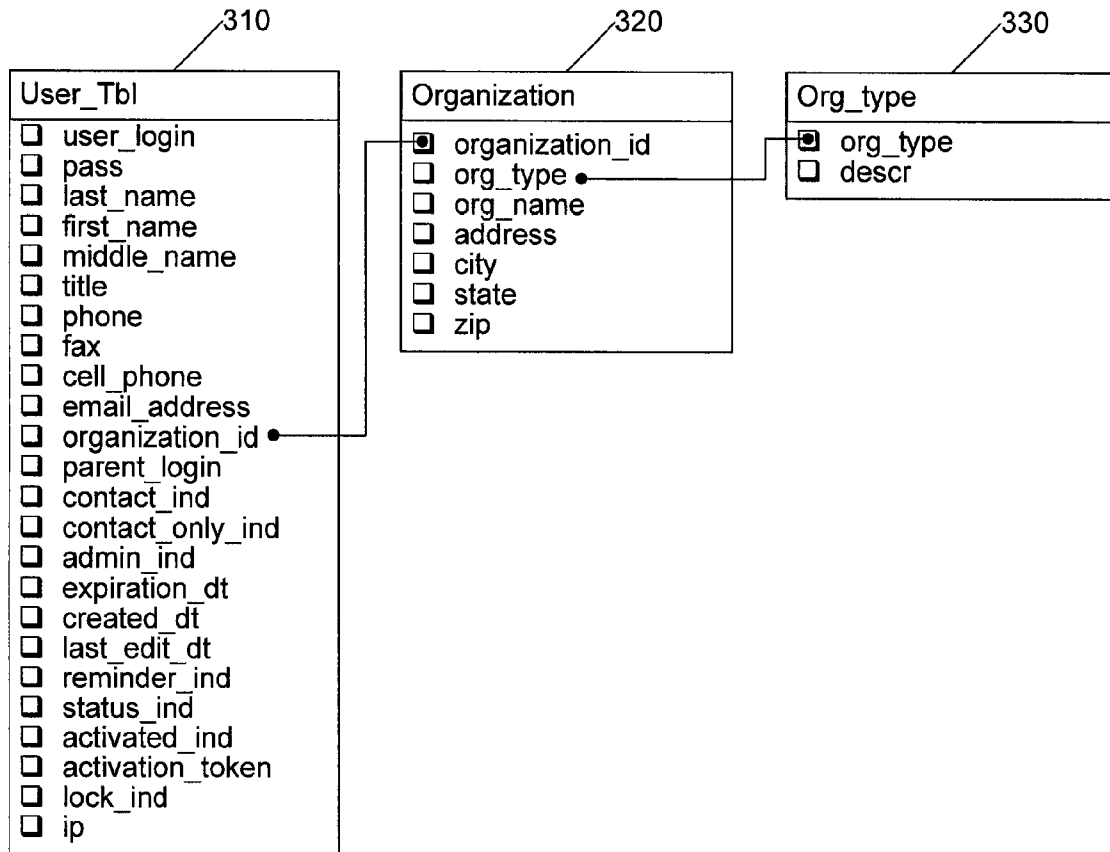 310
320
330
User_Tbl
user_login
pass
last_name
first_name
middle_name
title
phone
fax
cell_phone
email_address
organization_id
parent_login
contact_ind
contact_only_ind
admin_ind
expiration_dt
created_dt
last_edit_dt
reminder_ind
status_ind
activated_ind
activation_token
lock_ind
ip
Organization
organization_id
org_type
org_name
address
city
state
zip
Org_type
org_type
descr